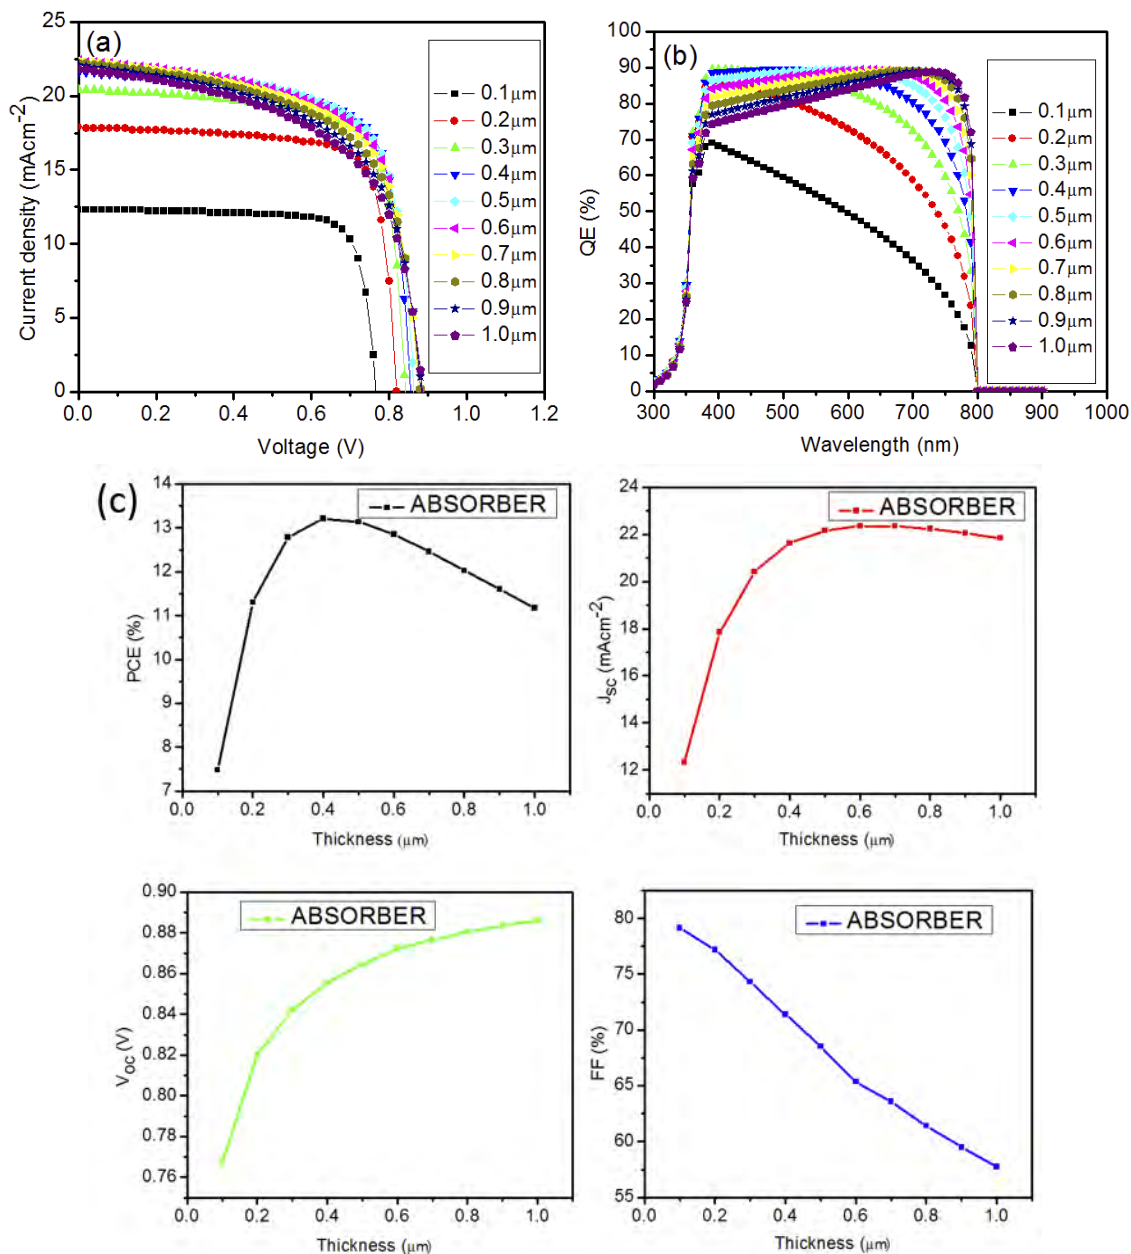 (a)
25
20
15
10
5
0
0.0 0.2 0.4 0.6 0.8 1.0 1.2
Current density (mAcm-2)
Voltage (V)
0.1μm
0.2μm
0.3μm
0.4μm
0.5μm
0.6μm
0.7μm
0.8μm
0.9μm
1.0μm
(b)
100
90
80
70
60
50
40
30
20
10
0
300 400 500 600 700 800 900 1000
QE (%)
Wavelength (nm)
0.1μm
0.2μm
0.3μm
0.4μm
0.5μm
0.6μm
0.7μm
0.8μm
0.9μm
1.0μm
(c)
ABSORBER
14
13
12
11
10
9
8
7
0.0 0.2 0.4 0.6 0.8 1.0
PCE (%)
Thickness (μm)
ABSORBER
24
22
20
18
16
14
12
0.0 0.2 0.4 0.6 0.8 1.0
JSC (mAcm-2)
Thickness (μm)
ABSORBER
0.90
0.88
0.86
0.84
0.82
0.80
0.78
0.76
0.0 0.2 0.4 0.6 0.8 1.0
VOC (V)
Thickness (μm)
ABSORBER
80
75
70
65
60
55
0.0 0.2 0.4 0.6 0.8 1.0
FF (%)
Thickness (μm)